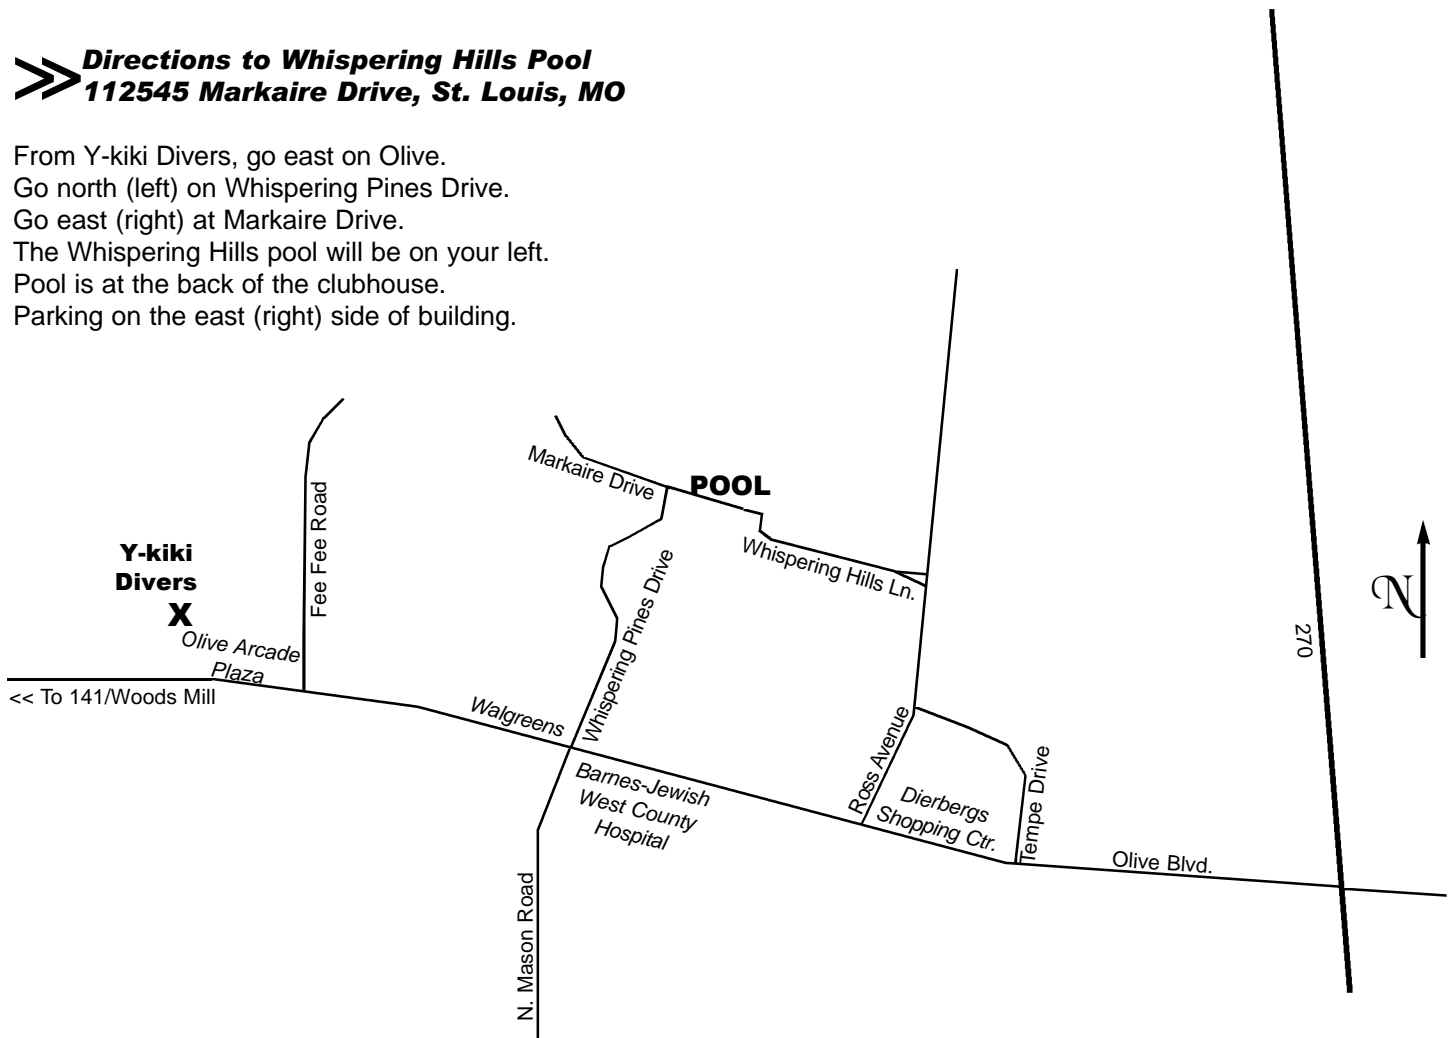 >> Directions to Whispering Hills Pool
112545 Markaire Drive, St. Louis, MO
From Y-kiki Divers, go east on Olive.
Go north (left) on Whispering Pines Drive.
Go east (right) at Markaire Drive.
The Whispering Hills pool will be on your left.
Pool is at the back of the clubhouse.
Parking on the east (right) side of building.
Markaire Drive
POOL
Fee Fee Road
Y-kiki
Divers
X
Olive Arcade
Plaza
<< To 141/Woods Mill
Whispering Pines Drive
Whispering Hills Ln.
N
270
Walgreens
Barnes-Jewish
West County
Hospital
Ross Avenue
Dierbergs
Shopping Ctr.
Tempe Drive
Olive Blvd.
N. Mason Road